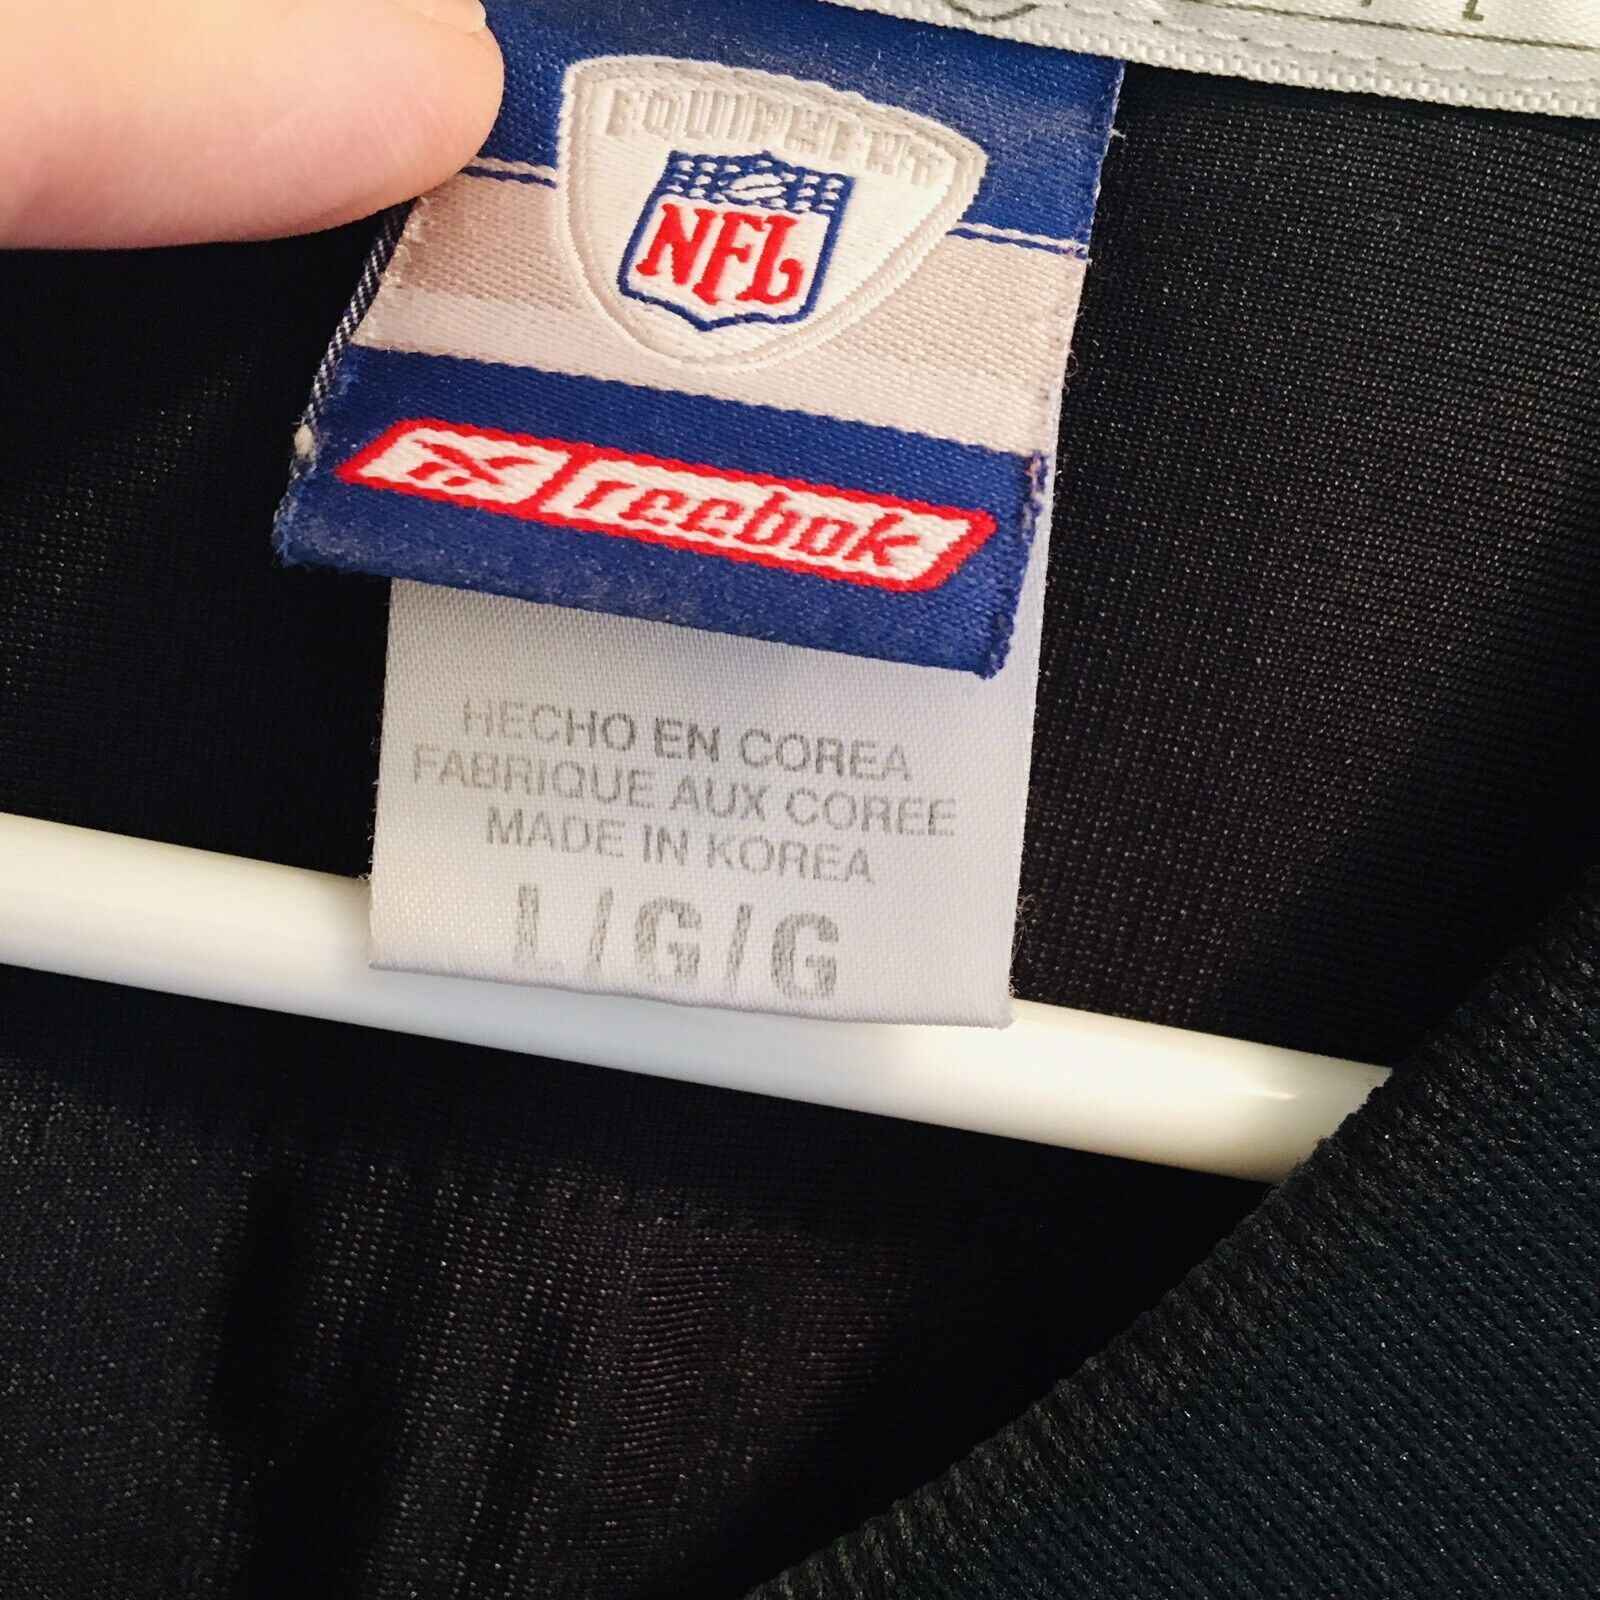 EQUIPMENT
NFL
Reebok
HECHO EN COREA
FABRIQUE AUX COREE
MADE IN KOREA
L/G/G